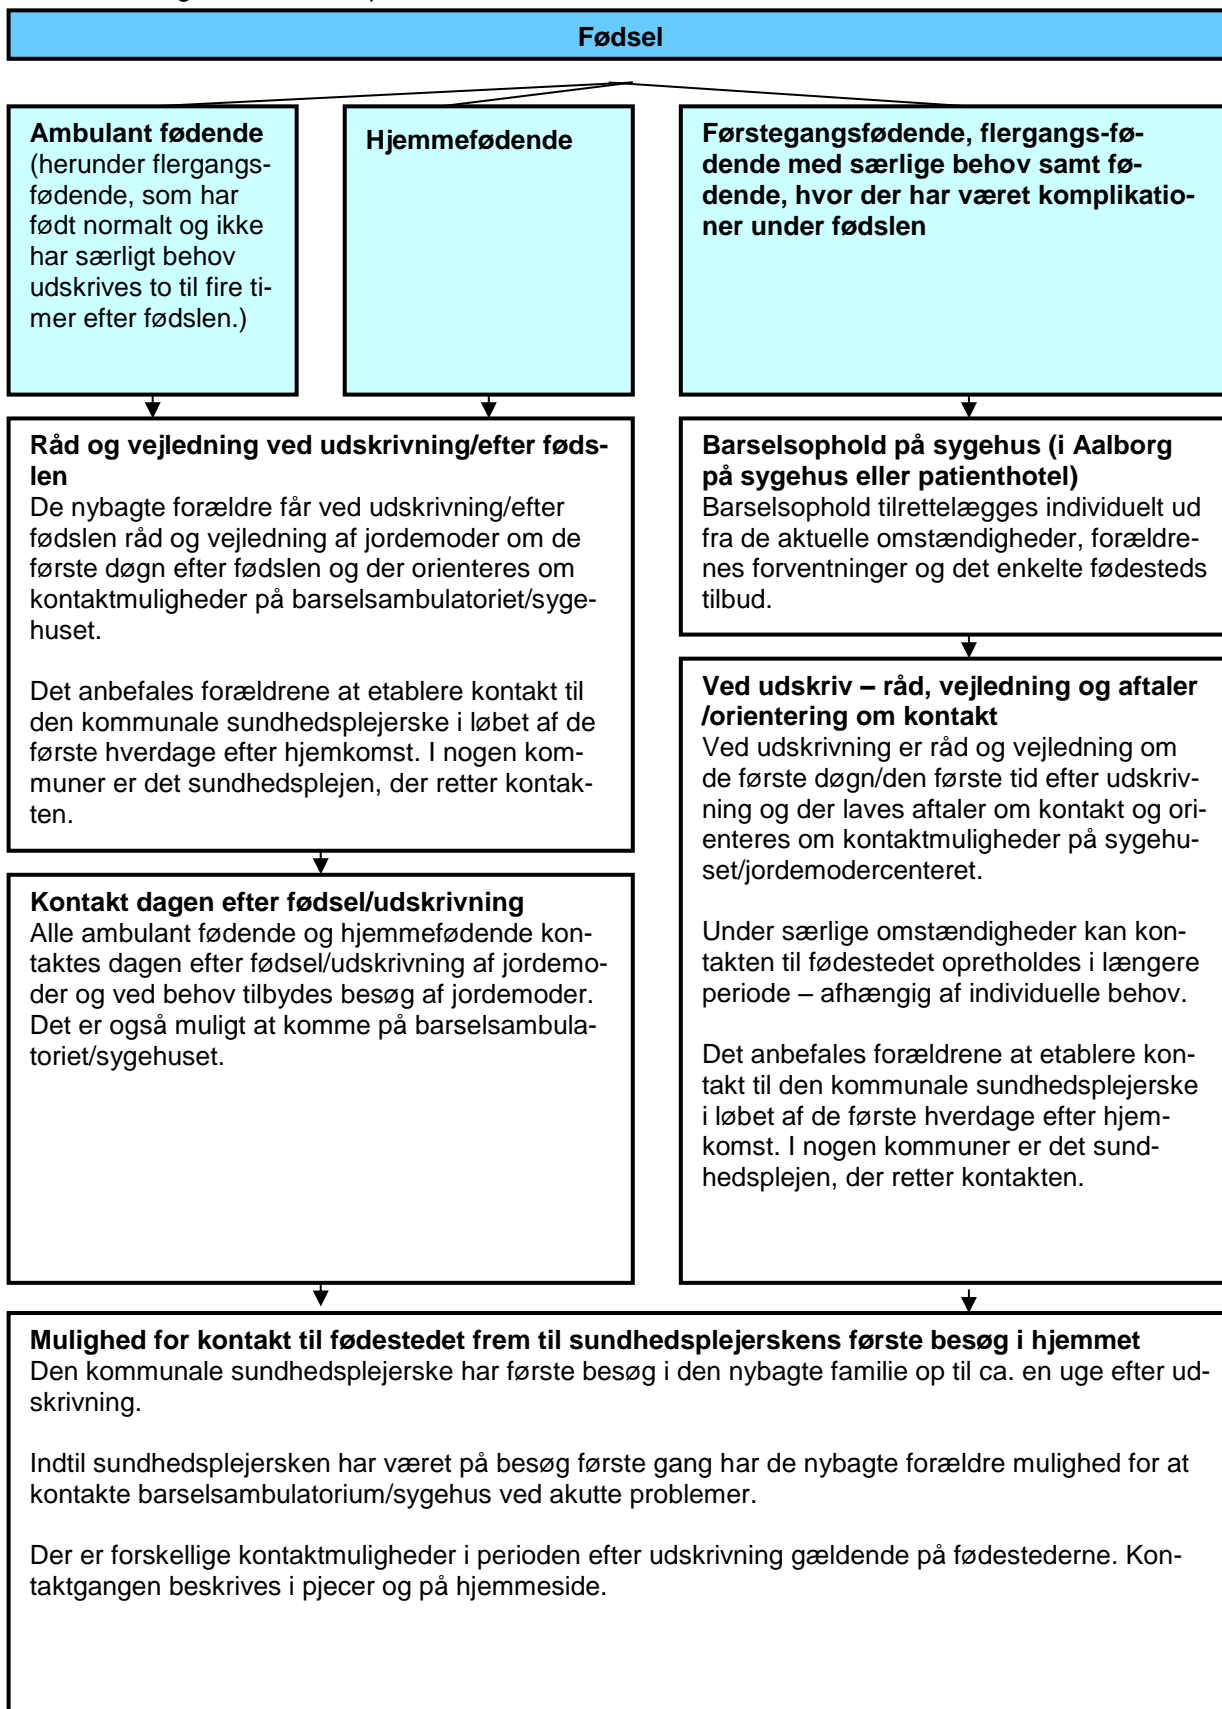 Fødsel
Ambulant fødende
(herunder flergangs-
fødende, som har
født normalt og ikke
har særligt behov
udskrives to til fire ti-
mer efter fødslen.)
Hjemmefødende
Førstegangsfødende, flergangs-fø-
dende med særlige behov samt fø-
dende, hvor der har været komplikatio-
ner under fødslen
Råd og vejledning ved udskrivning/efter føds-
len
De nybagte forældre får ved udskrivning/efter
fødslen råd og vejledning af jordemoder om de
første døgn efter fødslen og der orienteres om
kontaktmuligheder på barselsambulatoriet/syge-
huset.
Det anbefales forældrene at etablere kontakt til
den kommunale sundhedsplejerske i løbet af de
første hverdage efter hjemkomst. I nogen kom-
muner er det sundhedsplejen, der retter kontak-
ten.
Kontakt dagen efter fødsel/udskrivning
Alle ambulant fødende og hjemmefødende kon-
taktes dagen efter fødsel/udskrivning af jordemo-
der og ved behov tilbydes besøg af jordemoder.
Det er også muligt at komme på barselsambula-
toriet/sygehuset.
Barselsophold på sygehus (i Aalborg
på sygehus eller patienthotel)
Barselsophold tilrettelægges individuelt ud
fra de aktuelle omstændigheder, forældre-
nes forventninger og det enkelte fødesteds
tilbud.
Ved udskriv – råd, vejledning og aftaler
/orientering om kontakt
Ved udskrivning er råd og vejledning om
de første døgn/den første tid efter udskriv-
ning og der laves aftaler om kontakt og ori-
enteres om kontaktmuligheder på sygehu-
set/jordemodercenteret.
Under særlige omstændigheder kan kon-
takten til fødestedet opretholdes i længere
periode – afhængig af individuelle behov.
Det anbefales forældrene at etablere kon-
takt til den kommunale sundhedsplejerske
i løbet af de første hverdage efter hjem-
komst. I nogen kommuner er det sund-
hedsplejen, der retter kontakten.
Mulighed for kontakt til fødestedet frem til sundhedsplejerskens første besøg i hjemmet
Den kommunale sundhedsplejerske har første besøg i den nybagte familie op til ca. en uge efter ud-
skrivning.
Indtil sundhedsplejersken har været på besøg første gang har de nybagte forældre mulighed for at
kontakte barselsambulatorium/sygehus ved akutte problemer.
Der er forskellige kontaktmuligheder i perioden efter udskrivning gældende på fødestederne. Kon-
taktgangen beskrives i pjecer og på hjemmeside.